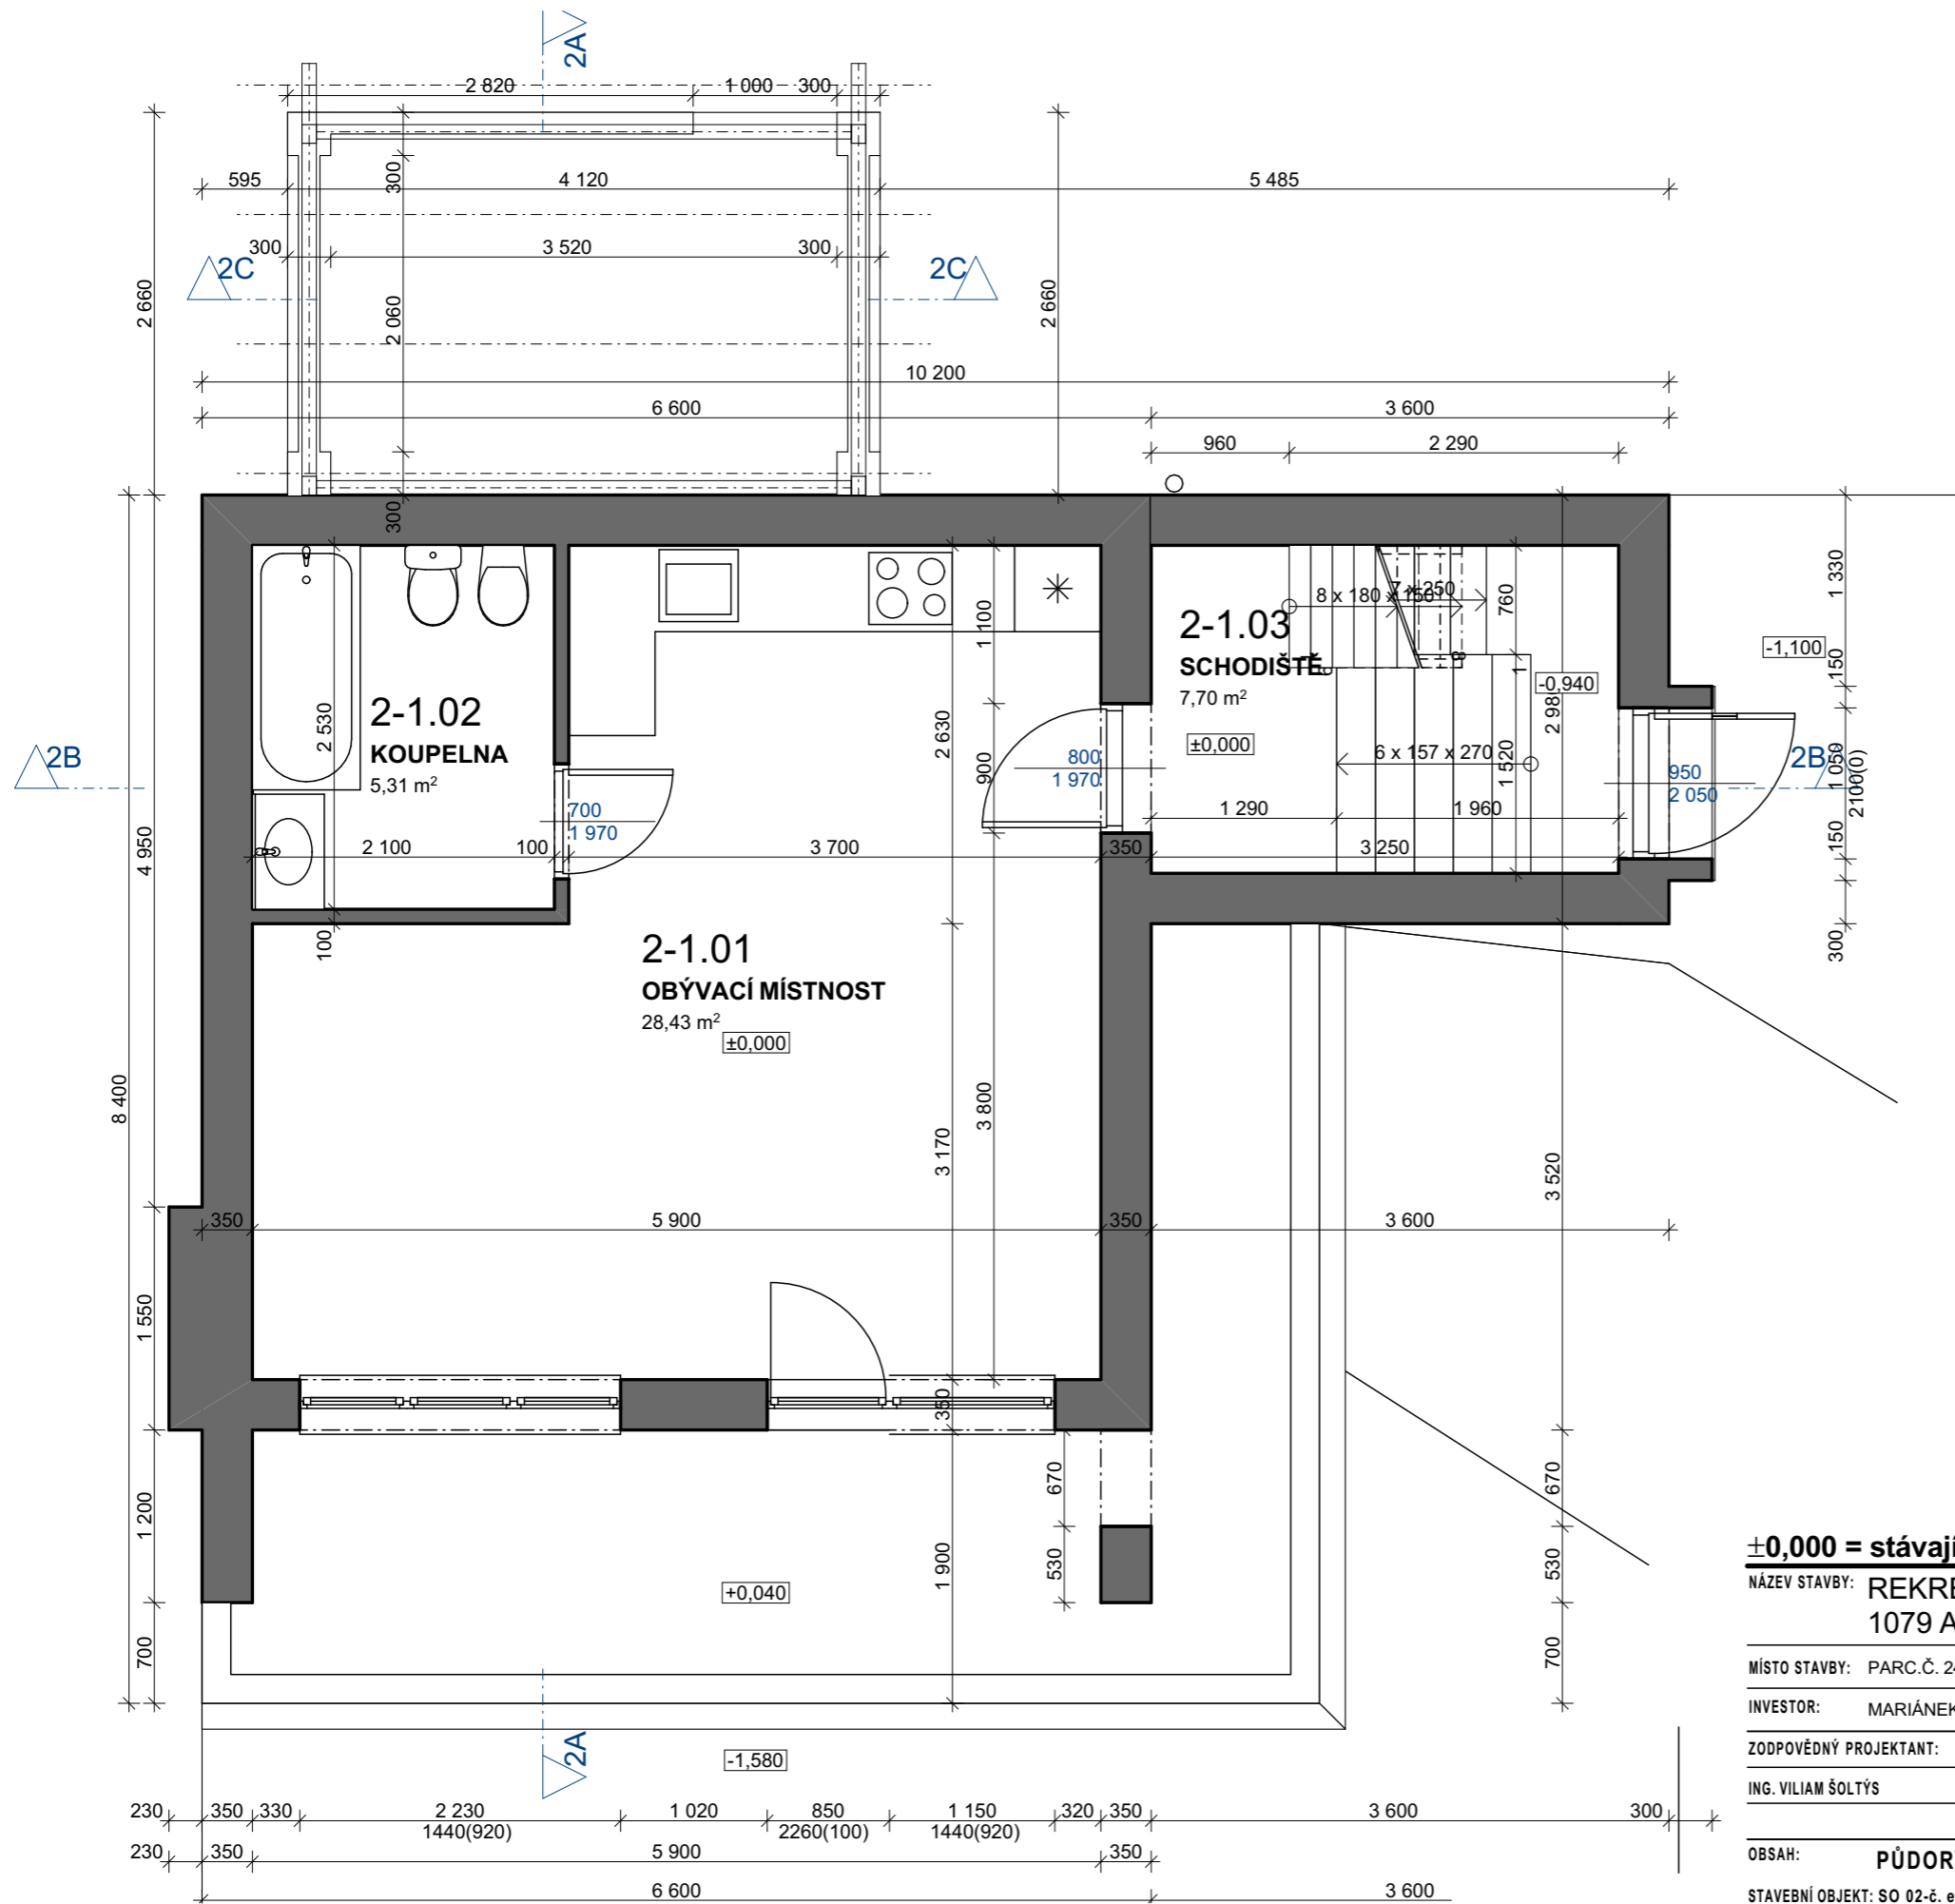 2A
2 820
1 000
300
595
4 120
5 485
300
300
3 520
300
2C
2C
2 660
2 060
2 660
10 200
6 600
3 600
960
2 290
300
8 x 180 x 150
7 x 250
760
1 330
1 100
2-1.03
SCHODIŠTĚ
7,70 m²
-1,100
150
-0,940
2-1.02
KOUPELNA
5,31 m²
2 530
2 630
±0,000
2 98
2B
900
800
1 970
6 x 157 x 270
1 520
950
2 050
2B
1 050
2100(0)
700
1 970
1 290
1 960
4 950
2 100
100
3 700
350
3 250
150
100
300
2-1.01
OBÝVACÍ MÍSTNOST
28,43 m²
±0,000
8 400
3 800
3 170
3 520
350
5 900
350
3 600
1 550
350
670
670
1 200
1 900
530
530
+0,040
700
700
±0,000 = stávají
NÁZEV STAVBY: REKRE
1079 A
MÍSTO STAVBY: PARC.Č. 24
INVESTOR: MARIÁNEK
ZODPOVĚDNÝ PROJEKTANT:
ING. VILIAM ŠOLTÝS
OBSAH: PŮDOR
STAVEBNÍ OBJEKT: SO 02-č. e
2A
-1,580
230 350 330 2 230 1 020 850 1 150 320 350 3 600 300
1440(920) 2260(100) 1440(920)
230 350 5 900 350
6 600 3 600